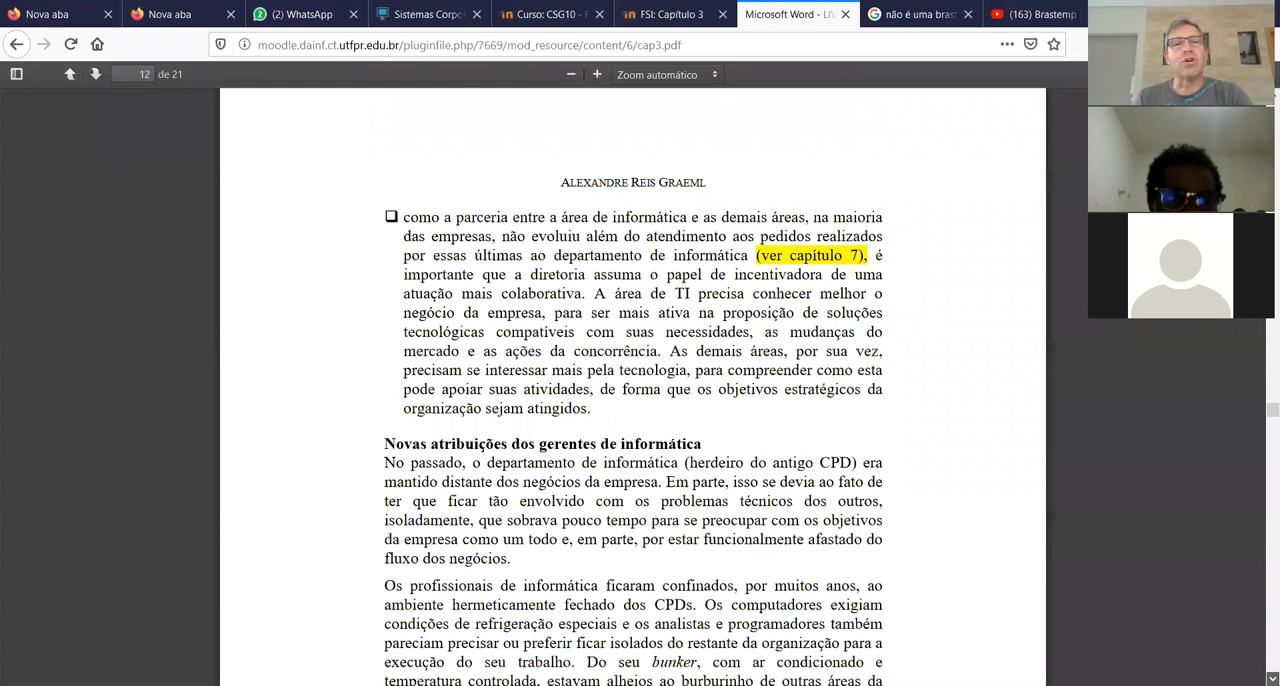 Nova aba
Nova aba
(2) WhatsApp
Sistemas Corpo
Curso: CSG10 - F
FSI: Capítulo 3
Microsoft Word - LIV
não é uma brast
(163) Brastemp
moodle.dainf.ct.utfpr.edu.br/pluginfile.php/7669/mod_resource/content/6/cap3.pdf
12 de 21
Zoom automático
ALEXANDRE REIS GRAEML
como a parceria entre a área de informática e as demais áreas, na maioria
das empresas, não evoluiu além do atendimento aos pedidos realizados
por essas últimas ao departamento de informática (ver capítulo 7), é
importante que a diretoria assuma o papel de incentivadora de uma
atuação mais colaborativa. A área de TI precisa conhecer melhor o
negócio da empresa, para ser mais ativa na proposição de soluções
tecnológicas compatíveis com suas necessidades, as mudanças do
mercado e as ações da concorrência. As demais áreas, por sua vez,
precisam se interessar mais pela tecnologia, para compreender como esta
pode apoiar suas atividades, de forma que os objetivos estratégicos da
organização sejam atingidos.
Novas atribuições dos gerentes de informática
No passado, o departamento de informática (herdeiro do antigo CPD) era
mantido distante dos negócios da empresa. Em parte, isso se devia ao fato de
ter que ficar tão envolvido com os problemas técnicos dos outros,
isoladamente, que sobrava pouco tempo para se preocupar com os objetivos
da empresa como um todo e, em parte, por estar funcionalmente afastado do
fluxo dos negócios.
Os profissionais de informática ficaram confinados, por muitos anos, ao
ambiente hermeticamente fechado dos CPDs. Os computadores exigiam
condições de refrigeração especiais e os analistas e programadores também
pareciam precisar ou preferir ficar isolados do restante da organização para a
execução do seu trabalho. Do seu bunker, com ar condicionado e
temperatura controlada, estavam alheios ao burburinho de outras áreas da